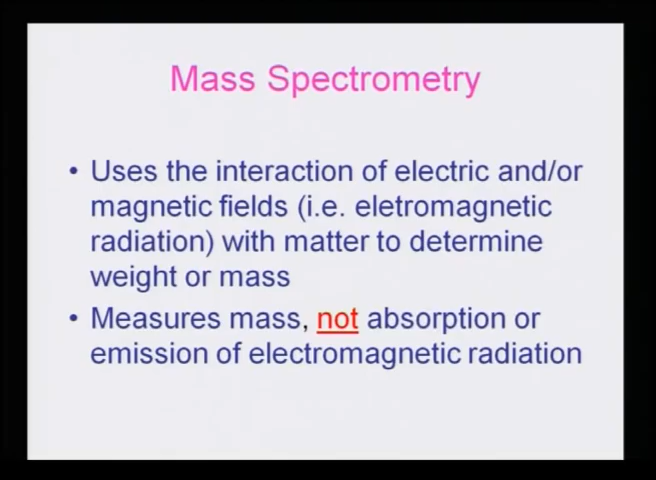 Mass Spectrometry
• Uses the interaction of electric and/or
magnetic fields (i.e. eletromagnetic
radiation) with matter to determine
weight or mass
• Measures mass, not absorption or
emission of electromagnetic radiation